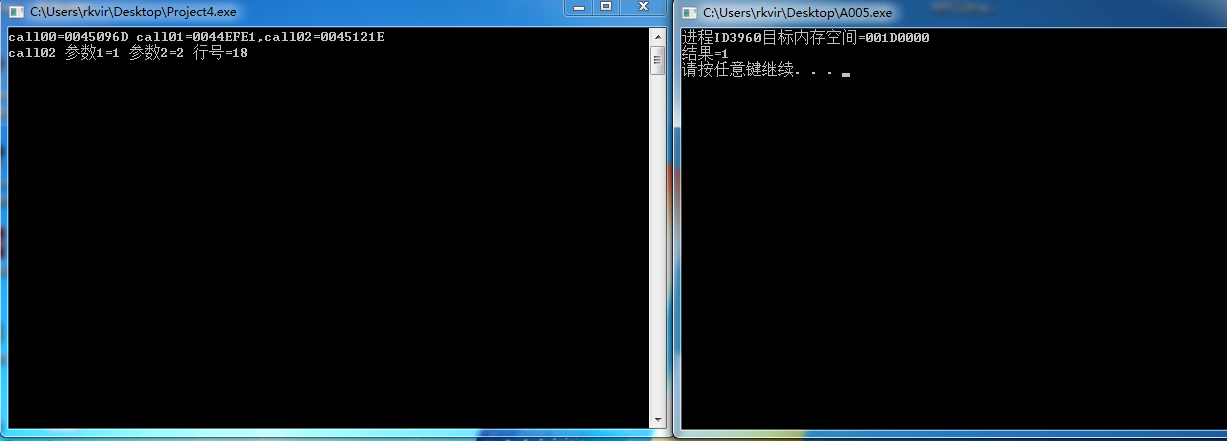 C:\Users\rkvir\Desktop\Project4.exe
call00=0045096D call01=0044EFE1,call02=0045121E
call02 参数1=1 参数2=2 行号=18
C:\Users\rkvir\Desktop\A005.exe
进程ID3960目标内存空间=001D0000
结果=1
请按任意键继续. . .